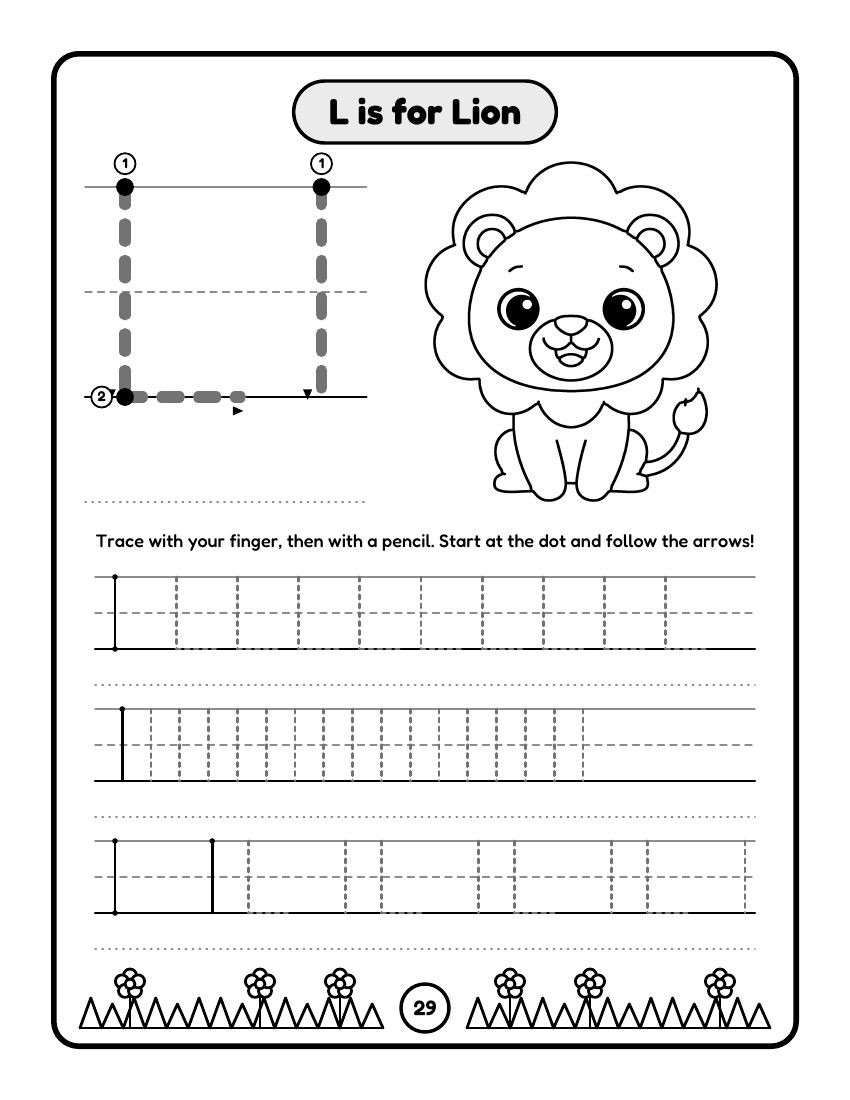 L is for Lion
1 1
2
Trace with your finger, then with a pencil. Start at the dot and follow the arrows!
29